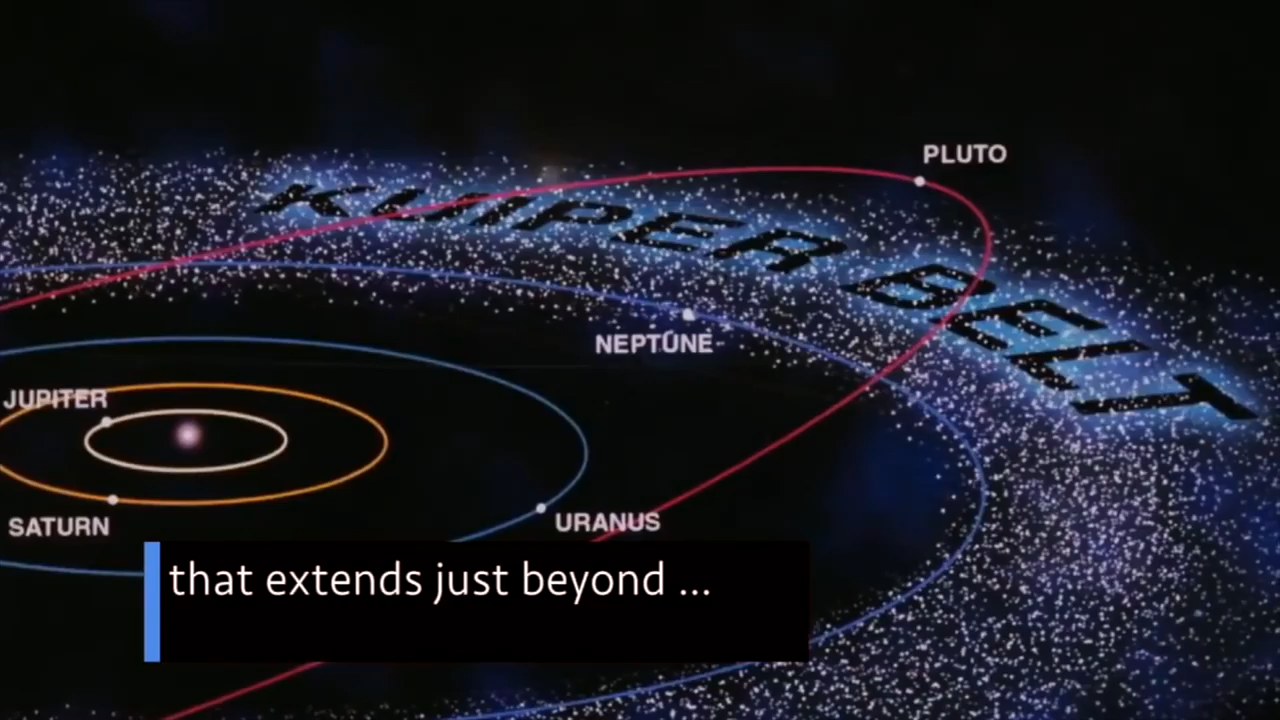 PLUTO
KUIPER BELT
NEPTUNE
JUPITER
SATURN
URANUS
that extends just beyond ...